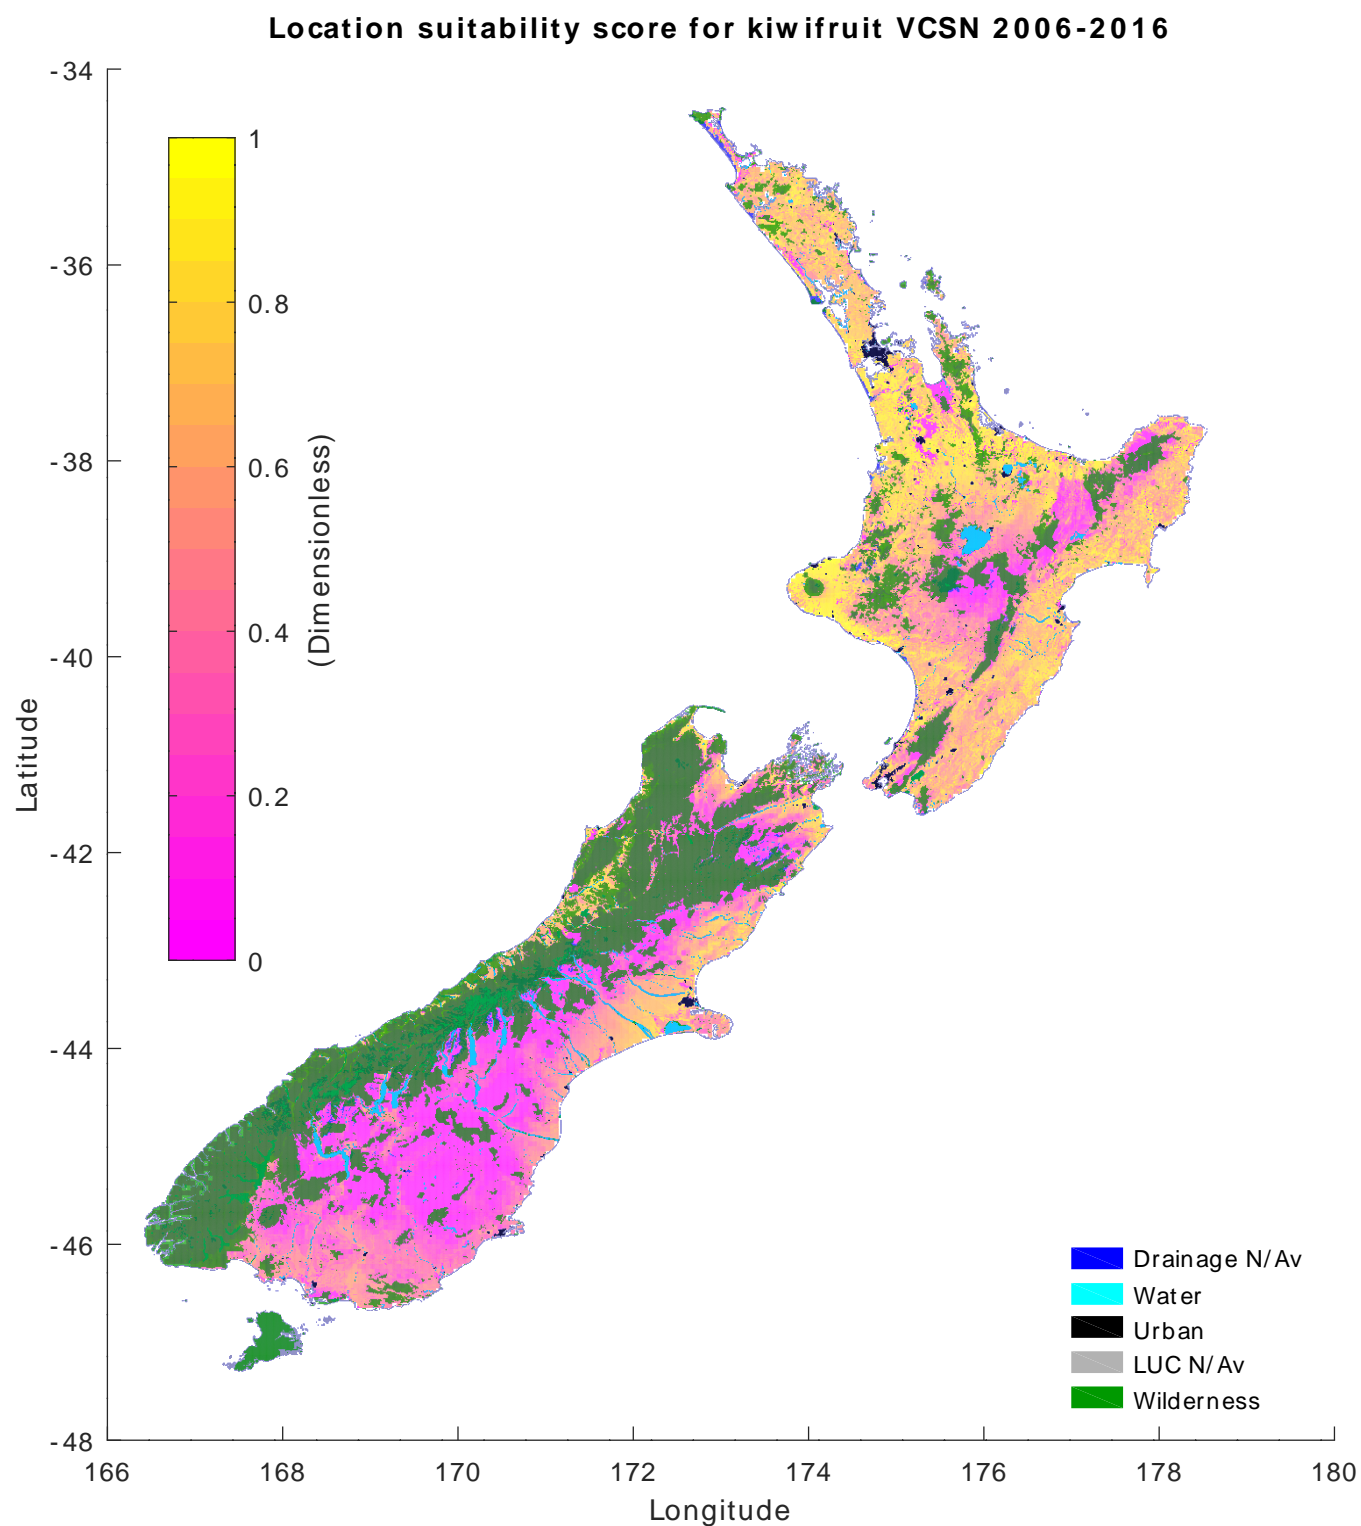 Location suitability score for kiwifruit VCSN 2006-2016
-34
-36
-38
-40
-42
-44
-46
-48
Latitude
1
0.8
0.6
0.4
0.2
0
(Dimensionless)
Drainage N/Av
Water
Urban
LUC N/Av
Wilderness
166 168 170 172 174 176 178 180
Longitude